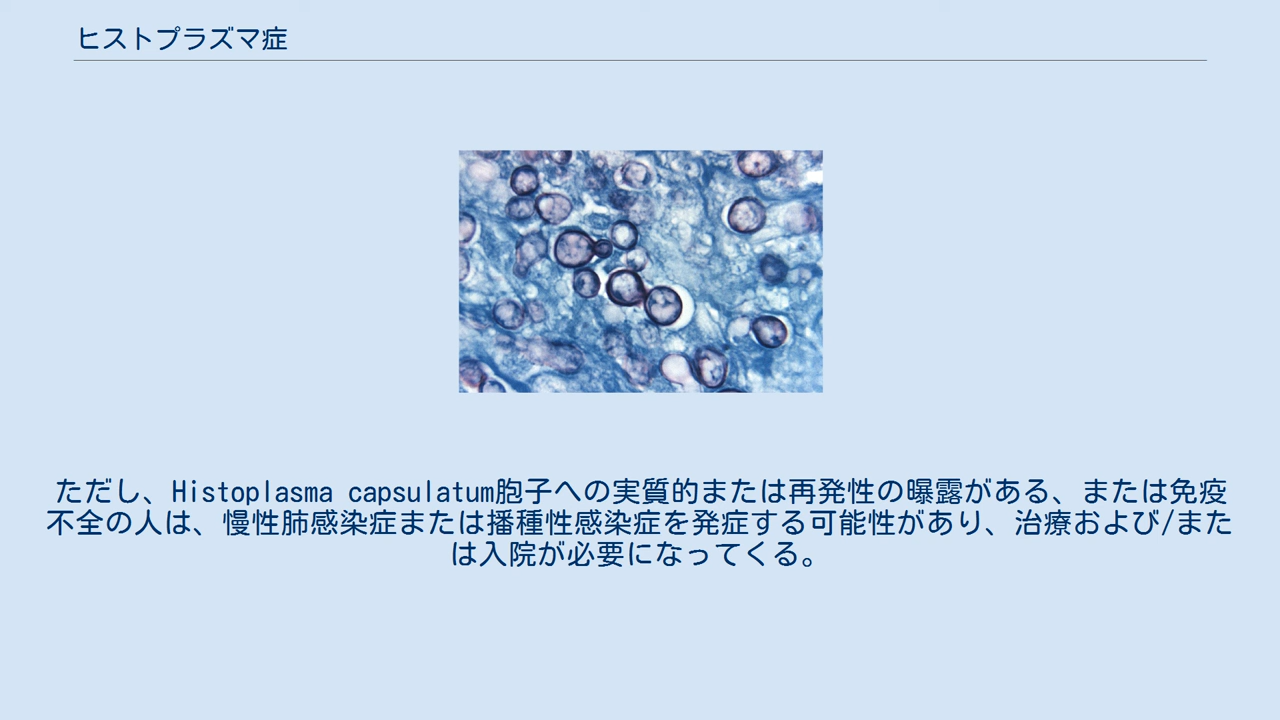 ヒストプラズマ症
ただし、Histoplasma capsulatum胞子への実質的または再発性の曝露がある、または免疫
不全の人は、慢性肺感染症または播種性感染症を発症する可能性があり、治療および/また
は入院が必要になってくる。